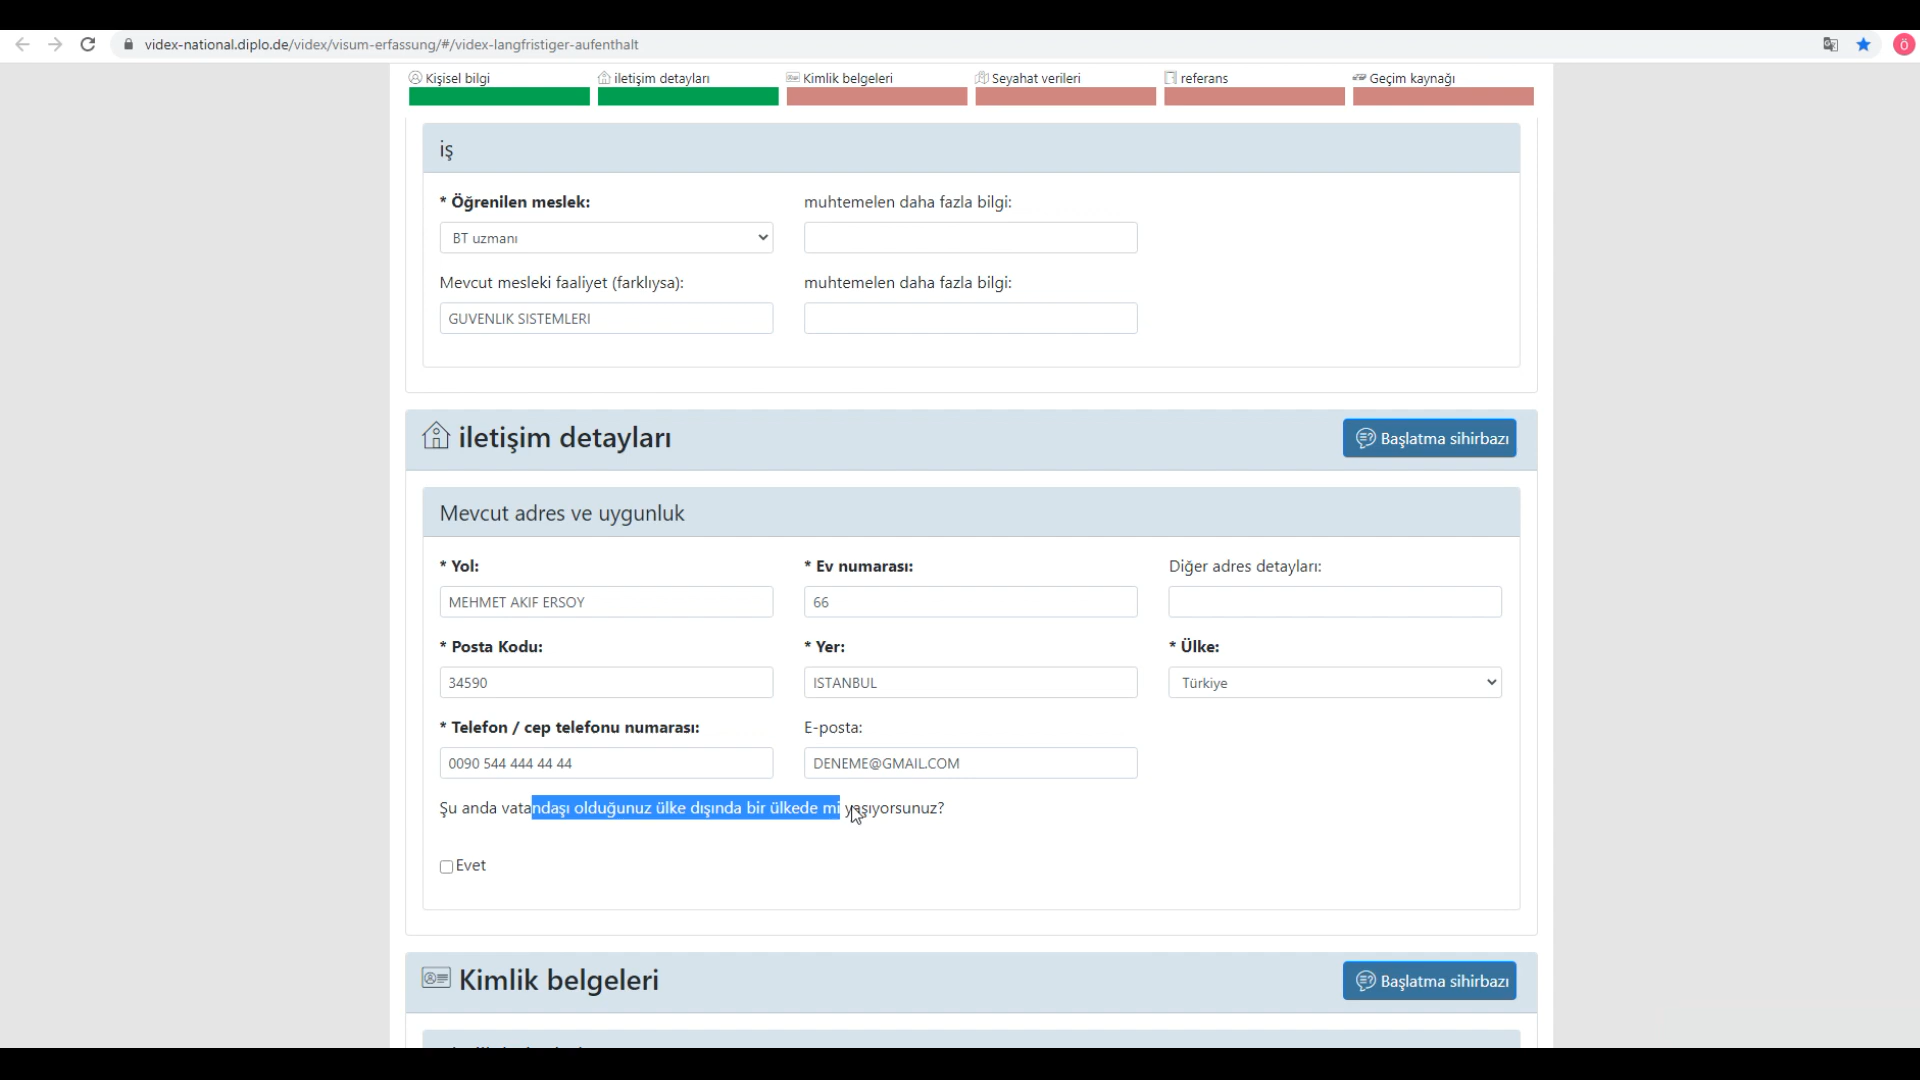 videx-national.diplo.de/videx/visum-erfassung/#/videx-langfristiger-aufenthalt
Ö
Kişisel bilgi
iletişim detayları
Kimlik belgeleri
Seyahat verileri
referans
Geçim kaynağı
iş
* Öğrenilen meslek:
muhtemelen daha fazla bilgi:
BT uzmanı
Mevcut mesleki faaliyet (farklıysa):
muhtemelen daha fazla bilgi:
GUVENLIK SISTEMLERI
iletişim detayları
Başlatma sihirbazı
Mevcut adres ve uygunluk
* Yol:
* Ev numarası:
Diğer adres detayları:
MEHMET AKIF ERSOY
66
* Posta Kodu:
* Yer:
* Ülke:
34590
ISTANBUL
Türkiye
* Telefon / cep telefonu numarası:
E-posta:
0090 544 444 44 44
DENEME@GMAIL.COM
Şu anda vatandaşı olduğunuz ülke dışında bir ülkede mi yaşıyorsunuz?
Evet
Kimlik belgeleri
Başlatma sihirbazı